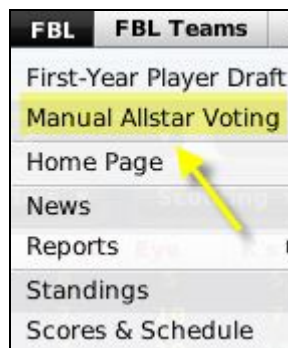 FBL FBL Teams
First-Year Player Draft
Manual Allstar Voting
Home Page
News
Reports
Standings
Scores & Schedule